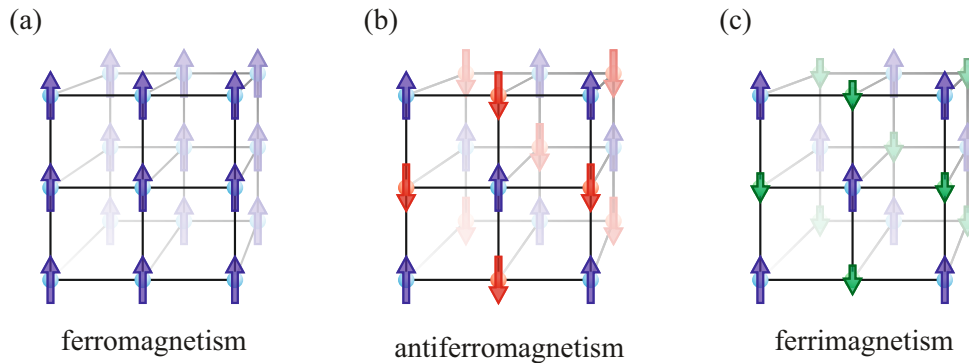 (a)
(b)
(c)
ferromagnetism
antiferromagnetism
ferrimagnetism